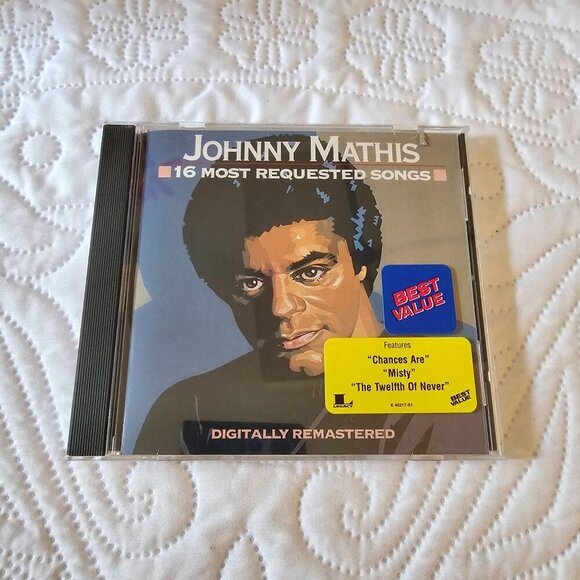 JOHNNY MATHIS
16 MOST REQUESTED SONGS
BEST
VALUE
Features
"Chances Are"
"Misty"
"The Twelfth Of Never"
LEGACY
BEST
VALUE
DIGITALLY REMASTERED